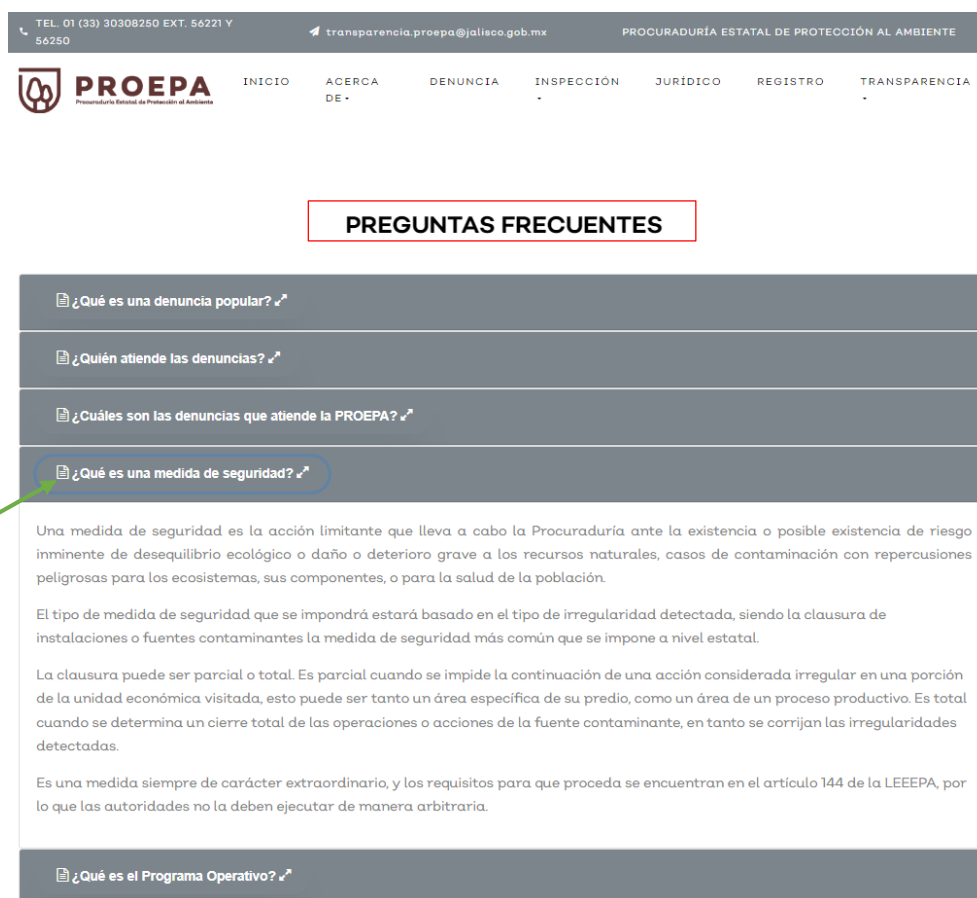 TEL. 01 (33) 30308250 EXT. 56221 Y
56250
transparencia.proepa@jalisco.gob.mx
PROCURADURÍA ESTATAL DE PROTECCIÓN AL AMBIENTE
PROEPA
Procuraduría Estatal de Protección al Ambiente
INICIO
ACERCA
DE
DENUNCIA
INSPECCIÓN
JURÍDICO
REGISTRO
TRANSPARENCIA
PREGUNTAS FRECUENTES
¿Qué es una denuncia popular?
¿Quién atiende las denuncias?
¿Cuáles son las denuncias que atiende la PROEPA?
¿Qué es una medida de seguridad?
Una medida de seguridad es la acción limitante que lleva a cabo la Procuraduría ante la existencia o posible existencia de riesgo
inminente de desequilibrio ecológico o daño o deterioro grave a los recursos naturales, casos de contaminación con repercusiones
peligrosas para los ecosistemas, sus componentes, o para la salud de la población.
El tipo de medida de seguridad que se impondrá estará basado en el tipo de irregularidad detectada, siendo la clausura de
instalaciones o fuentes contaminantes la medida de seguridad más común que se impone a nivel estatal.
La clausura puede ser parcial o total. Es parcial cuando se impide la continuación de una acción considerada irregular en una porción
de la unidad económica visitada, esto puede ser tanto un área específica de su predio, como un área de un proceso productivo. Es total
cuando se determina un cierre total de las operaciones o acciones de la fuente contaminante, en tanto se corrijan las irregularidades
detectadas.
Es una medida siempre de carácter extraordinario, y los requisitos para que proceda se encuentran en el artículo 144 de la LEEEPA, por
lo que las autoridades no la deben ejecutar de manera arbitraria.
¿Qué es el Programa Operativo?